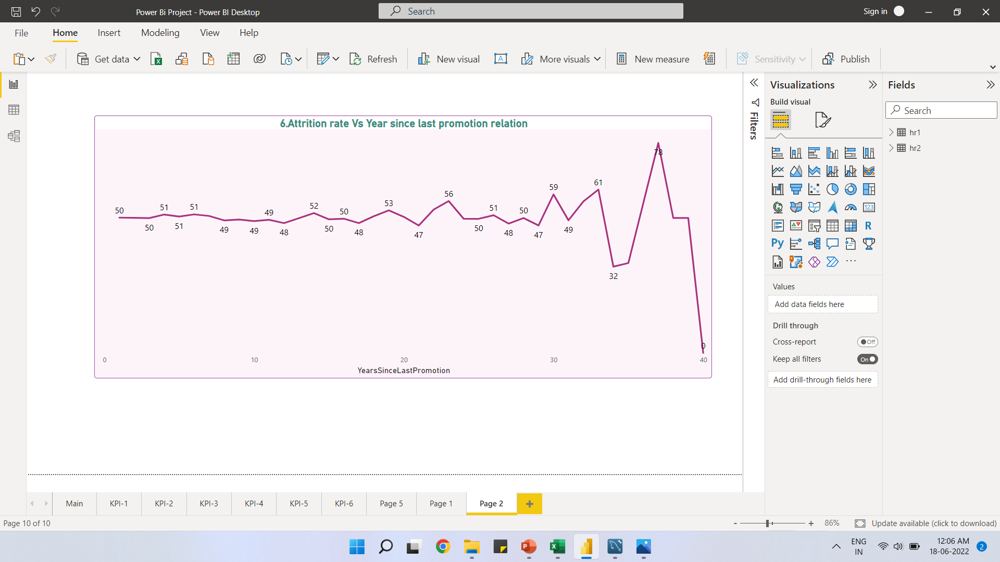 Power Bi Project - Power BI Desktop
Search
Sign in
File
Home
Insert
Modeling
View
Help
Get data
Refresh
New visual
More visuals
New measure
Sensitivity
Publish
6.Attrition rate Vs Year since last promotion relation
50
50
51
51
51
49
49
49
48
52
50
50
48
53
47
56
50
51
48
50
47
59
49
61
32
78
0
0
10
20
30
40
YearsSinceLastPromotion
Filters
Visualizations
Build visual
123
R
Py
Values
Add data fields here
Drill through
Cross-report
Off
Keep all filters
On
Add drill-through fields here
Fields
Search
hr1
hr2
Main
KPI-1
KPI-2
KPI-3
KPI-4
KPI-5
KPI-6
Page 5
Page 1
Page 2
Page 10 of 10
86%
Update available (click to download)
ENG
IN
12:06 AM
18-06-2022
2